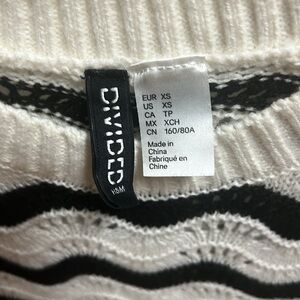 DIVIDED
H&M
EUR XS
US XS
CA TP
MX XCH
CN 160/80A
Made in
China
Fabriqué en
Chine